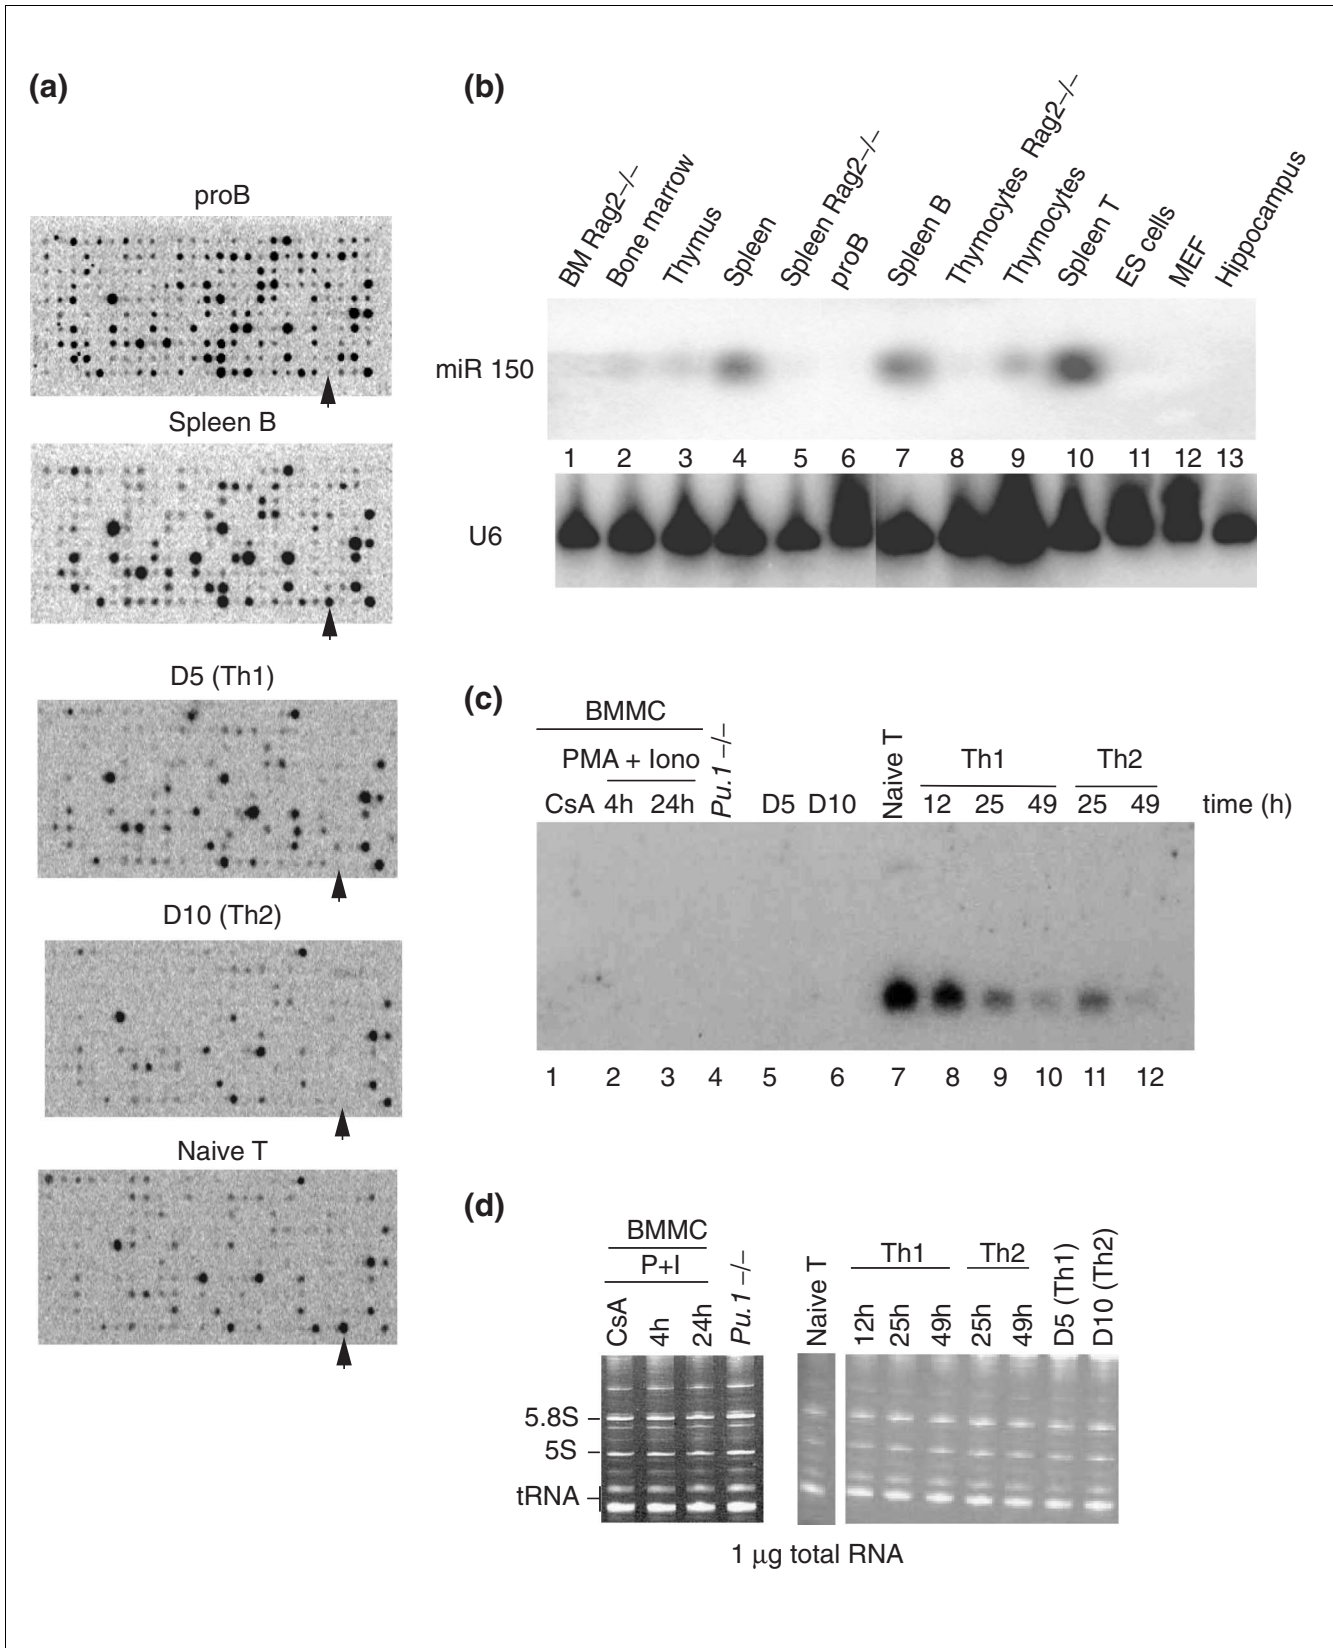 (a)
proB
Spleen B
D5 (Th1)
D10 (Th2)
Naive T
(b)
BM Rag2–/–
Bone marrow
Thymus
Spleen
Spleen Rag2–/–
proB
Spleen B
Thymocytes Rag2–/–
Thymocytes
Spleen T
ES cells
MEF
Hippocampus
miR 150
1 2 3 4 5 6 7 8 9 10 11 12 13
U6
(c)
BMMC
PMA + Iono
CsA 4h 24h
Pu.1 –/–
D5 D10
Naive T
Th1 Th2
12 25 49 25 49 time (h)
1 2 3 4 5 6 7 8 9 10 11 12
(d)
BMMC
P+I
CsA
4h
24h
Pu.1 –/–
Naive T
Th1 Th2
12h
25h
49h
25h
49h
D5 (Th1)
D10 (Th2)
5.8S
5S
tRNA
1 µg total RNA